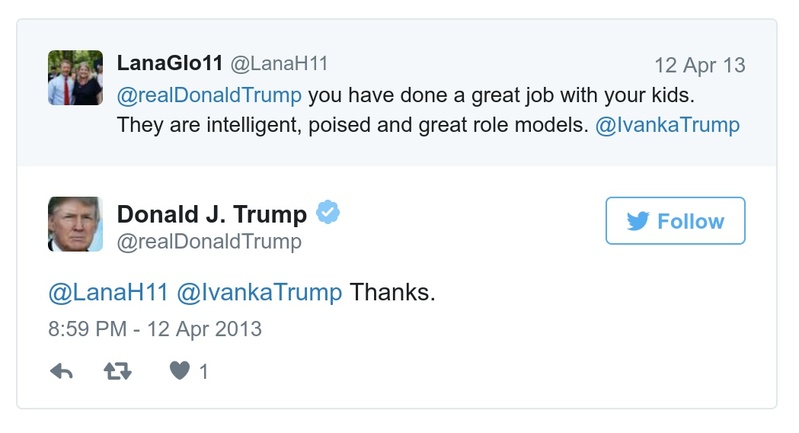 LanaGlo11 @LanaH11 12 Apr 13
@realDonaldTrump you have done a great job with your kids.
They are intelligent, poised and great role models. @IvankaTrump
Donald J. Trump
@realDonaldTrump
Follow
@LanaH11 @IvankaTrump Thanks.
8:59 PM - 12 Apr 2013
1